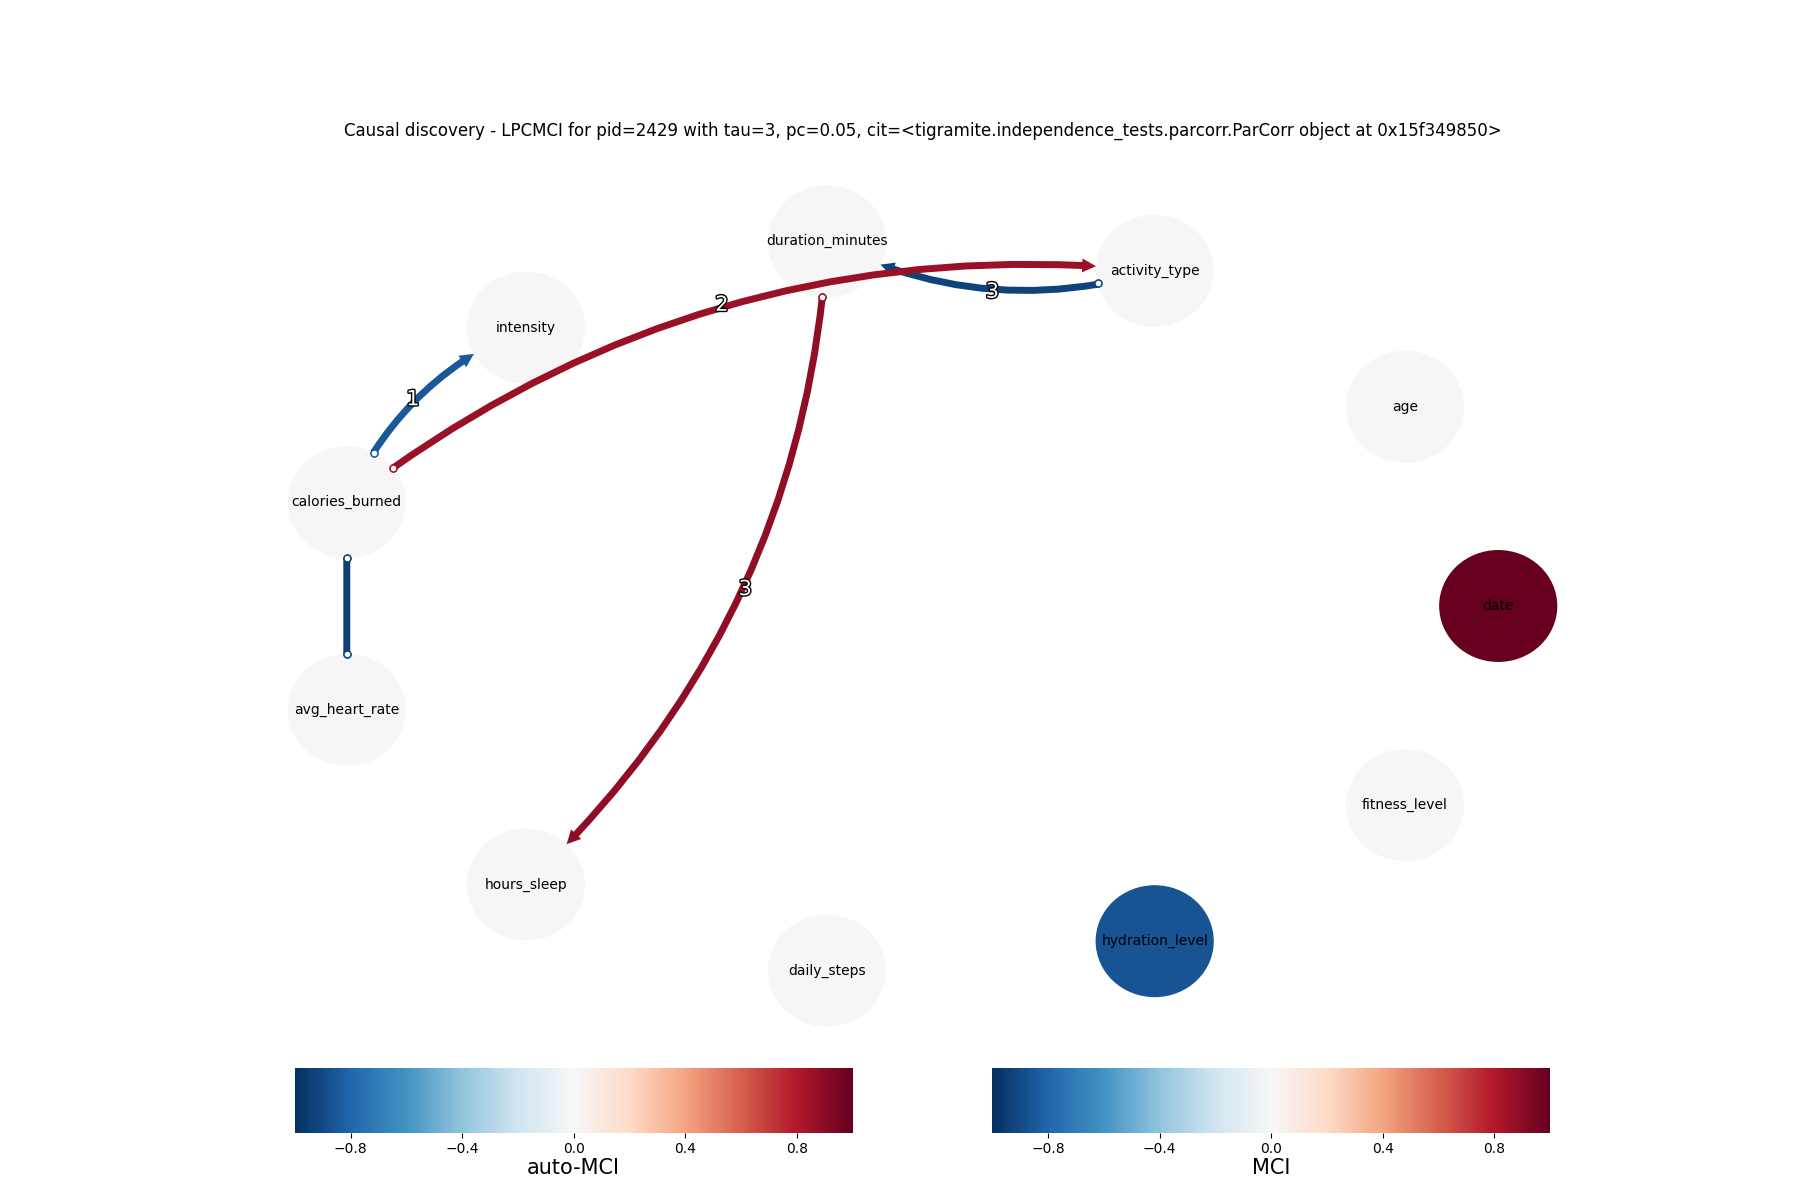 Causal discovery - LPCMCI for pid=2429 with tau=3, pc=0.05, cit=<tigramite.independence_tests.parcorr.ParCorr object at 0x15f349850>
duration_minutes
activity_type
3
2
intensity
1
age
calories_burned
3
date
avg_heart_rate
fitness_level
hours_sleep
hydration_level
daily_steps
−0.8 −0.4 0.0 0.4 0.8
auto-MCI
−0.8 −0.4 0.0 0.4 0.8
MCI